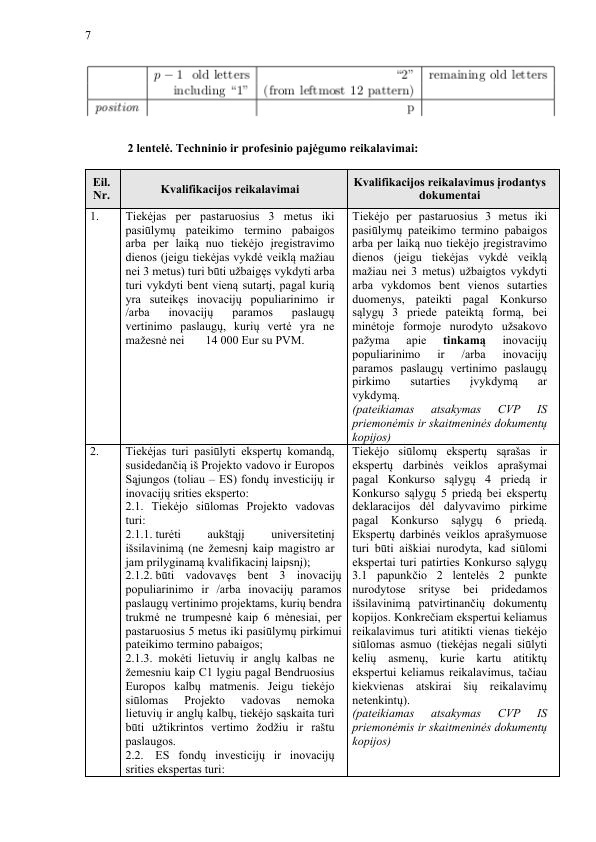 7
p − 1 old letters including “1” “2” (from leftmost 12 pattern) remaining old letters
position p
2 lentelė. Techninio ir profesinio pajėgumo reikalavimai:
Eil. Nr.
Kvalifikacijos reikalavimai
Kvalifikacijos reikalavimus įrodantys
dokumentai
1.
Tiekėjas per pastaruosius 3 metus iki
pasiūlymų pateikimo termino pabaigos
arba per laiką nuo tiekėjo įregistravimo
dienos (jeigu tiekėjas vykdė veiklą mažiau
nei 3 metus) turi būti užbaigęs vykdyti arba
turi vykdyti bent vieną sutartį, pagal kurią
yra suteikęs inovacijų populiarinimo ir
/arba inovacijų paramos paslaugų
vertinimo paslaugų, kurių vertė yra ne
mažesnė nei 14 000 Eur su PVM.
Tiekėjo per pastaruosius 3 metus iki
pasiūlymų pateikimo termino pabaigos
arba per laiką nuo tiekėjo įregistravimo
dienos (jeigu tiekėjas vykdė veiklą
mažiau nei 3 metus) užbaigtos vykdyti
arba vykdomos bent vienos sutarties
duomenys, pateikti pagal Konkurso
sąlygų 3 priede pateiktą formą, bei
minėtoje formoje nurodyto užsakovo
pažyma apie tinkamą inovacijų
populiarinimo ir /arba inovacijų
paramos paslaugų vertinimo paslaugų
pirkimo sutarties įvykdymą ar
vykdymą.
(pateikiamas atsakymas CVP IS
priemonėmis ir skaitmeninės dokumentų
kopijos)
2.
Tiekėjas turi pasiūlyti ekspertų komandą,
susidedančią iš Projekto vadovo ir Europos
Sąjungos (toliau – ES) fondų investicijų ir
inovacijų srities eksperto:
2.1. Tiekėjo siūlomas Projekto vadovas
turi:
2.1.1. turėti aukštąjį universitetinį
išsilavinimą (ne žemesnį kaip magistro ar
jam prilyginamą kvalifikacinį laipsnį);
2.1.2. būti vadovavęs bent 3 inovacijų
populiarinimo ir /arba inovacijų paramos
paslaugų vertinimo projektams, kurių bendra
trukmė ne trumpesnė kaip 6 mėnesiai, per
pastaruosius 5 metus iki pasiūlymų pirkimui
pateikimo termino pabaigos;
2.1.3. mokėti lietuvių ir anglų kalbas ne
žemesniu kaip C1 lygiu pagal Bendruosius
Europos kalbų matmenis. Jeigu tiekėjo
siūlomas Projekto vadovas nemoka
lietuvių ir anglų kalbų, tiekėjo sąskaita turi
būti užtikrintos vertimo žodžiu ir raštu
paslaugos.
2.2. ES fondų investicijų ir inovacijų
srities ekspertas turi:
Tiekėjo siūlomų ekspertų sąrašas ir
ekspertų darbinės veiklos aprašymai
pagal Konkurso sąlygų 4 priedą ir
Konkurso sąlygų 5 priedą bei ekspertų
deklaracijos dėl dalyvavimo pirkime
pagal Konkurso sąlygų 6 priedą.
Ekspertų darbinės veiklos aprašymuose
turi būti aiškiai nurodyta, kad siūlomi
ekspertai turi patirties Konkurso sąlygų
3.1 papunkčio 2 lentelės 2 punkte
nurodytose srityse bei pridedamos
išsilavinimą patvirtinančių dokumentų
kopijos. Konkrečiam ekspertui keliamus
reikalavimus turi atitikti vienas tiekėjo
siūlomas asmuo (tiekėjas negali siūlyti
kelių asmenų, kurie kartu atitiktų
ekspertui keliamus reikalavimus, tačiau
kiekvienas atskirai šių reikalavimų
netenkintų).
(pateikiamas atsakymas CVP IS
priemonėmis ir skaitmeninės dokumentų
kopijos)